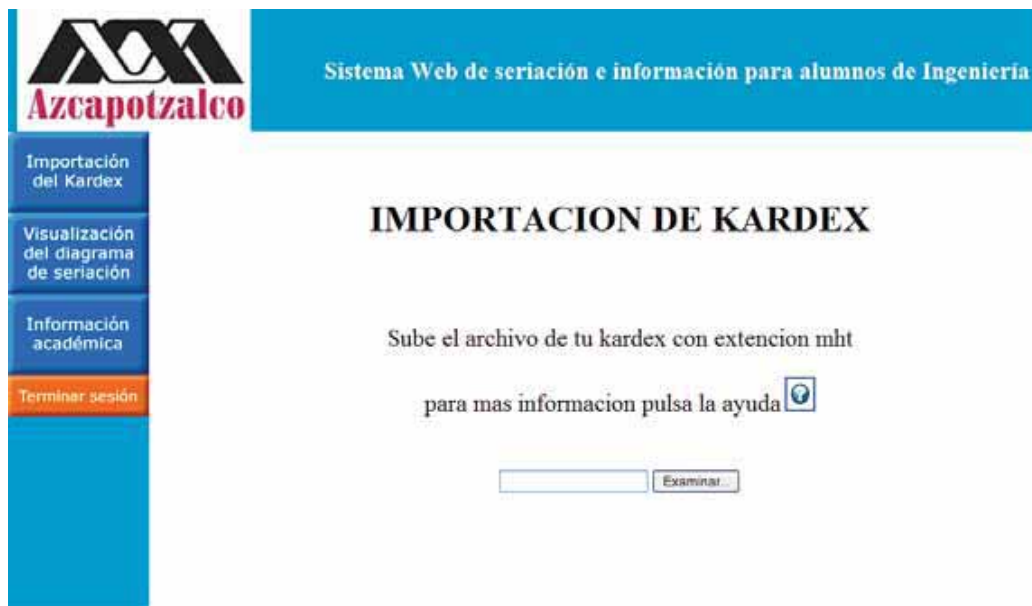 Azcapotzalco
Sistema Web de seriación e información para alumnos de Ingeniería
Importación
del Kardex
Visualización
del diagrama
de seriación
Información
académica
Terminar sesión
IMPORTACION DE KARDEX
Sube el archivo de tu kardex con extencion mht
para mas informacion pulsa la ayuda
Examinar...